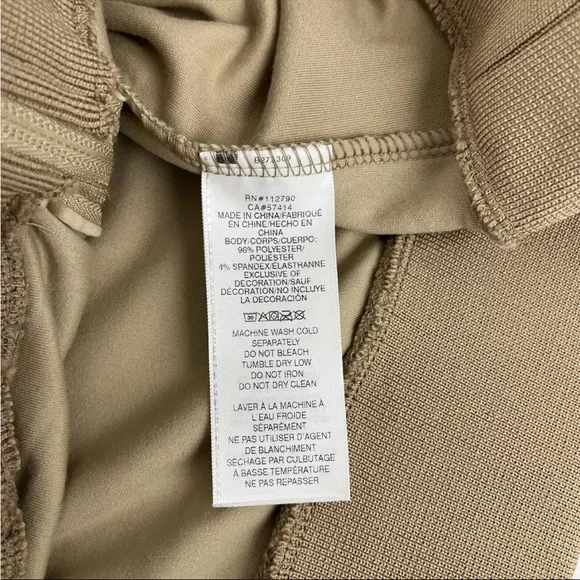 RN#112790
CA#57414
MADE IN CHINA/FABRIQUÉ
EN CHINE/HECHO EN
CHINA
BODY/CORPS/CUERPO:
96% POLYESTER/
POLIÉSTER
4% SPANDEX/ÉLASTHANNE
EXCLUSIVE OF
DECORATION/SAUF
DÉCORATION/NO INCLUYE
LA DECORACIÓN
MACHINE WASH COLD
SEPARATELY
DO NOT BLEACH
TUMBLE DRY LOW
DO NOT IRON
DO NOT DRY CLEAN
LAVER À LA MACHINE À
L'EAU FROIDE
SÉPARÉMENT
NE PAS UTILISER D'AGENT
DE BLANCHIMENT
SÉCHAGE PAR CULBUTAGE
À BASSE TEMPÉRATURE
NE PAS REPASSER